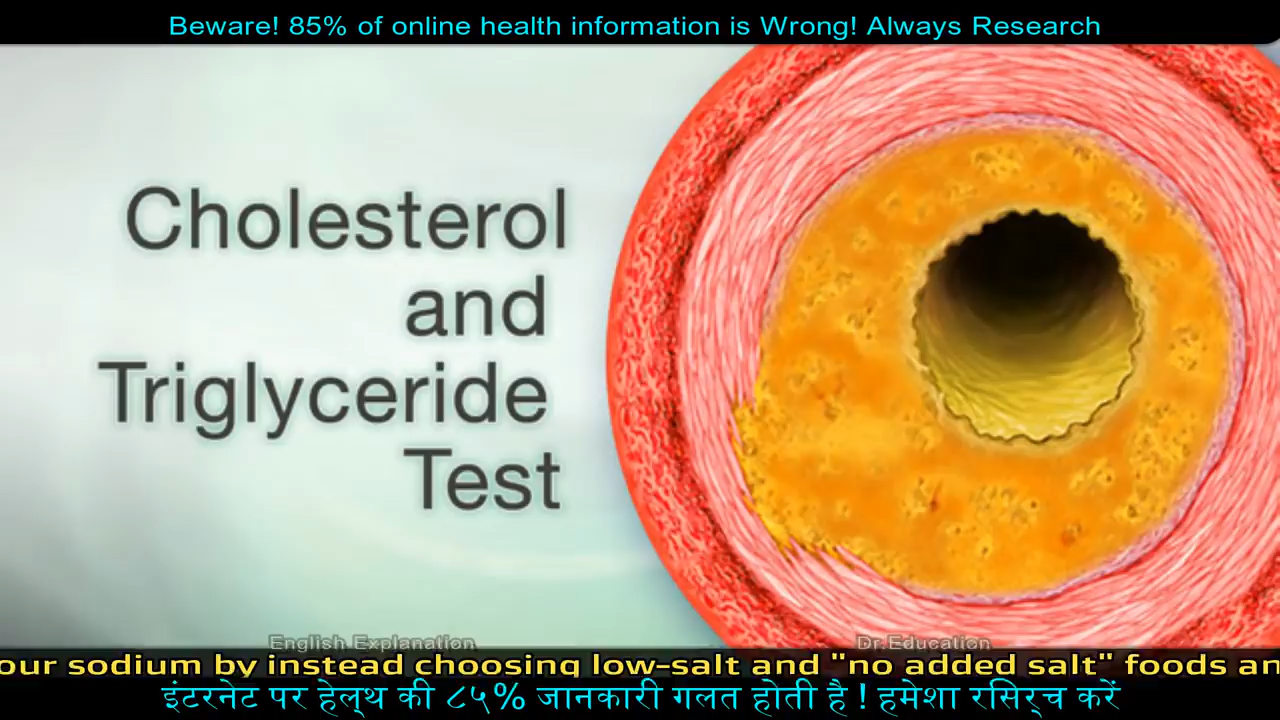 Beware! 85% of online health information is Wrong! Always Research
Cholesterol
and
Triglyceride
Test
English Explanation
Dr.Education
our sodium by instead choosing low-salt and "no added salt" foods an
इंटरनेट पर हेल्थ की ८५% जानकारी गलत होती है ! हमेशा रसिर्च करें